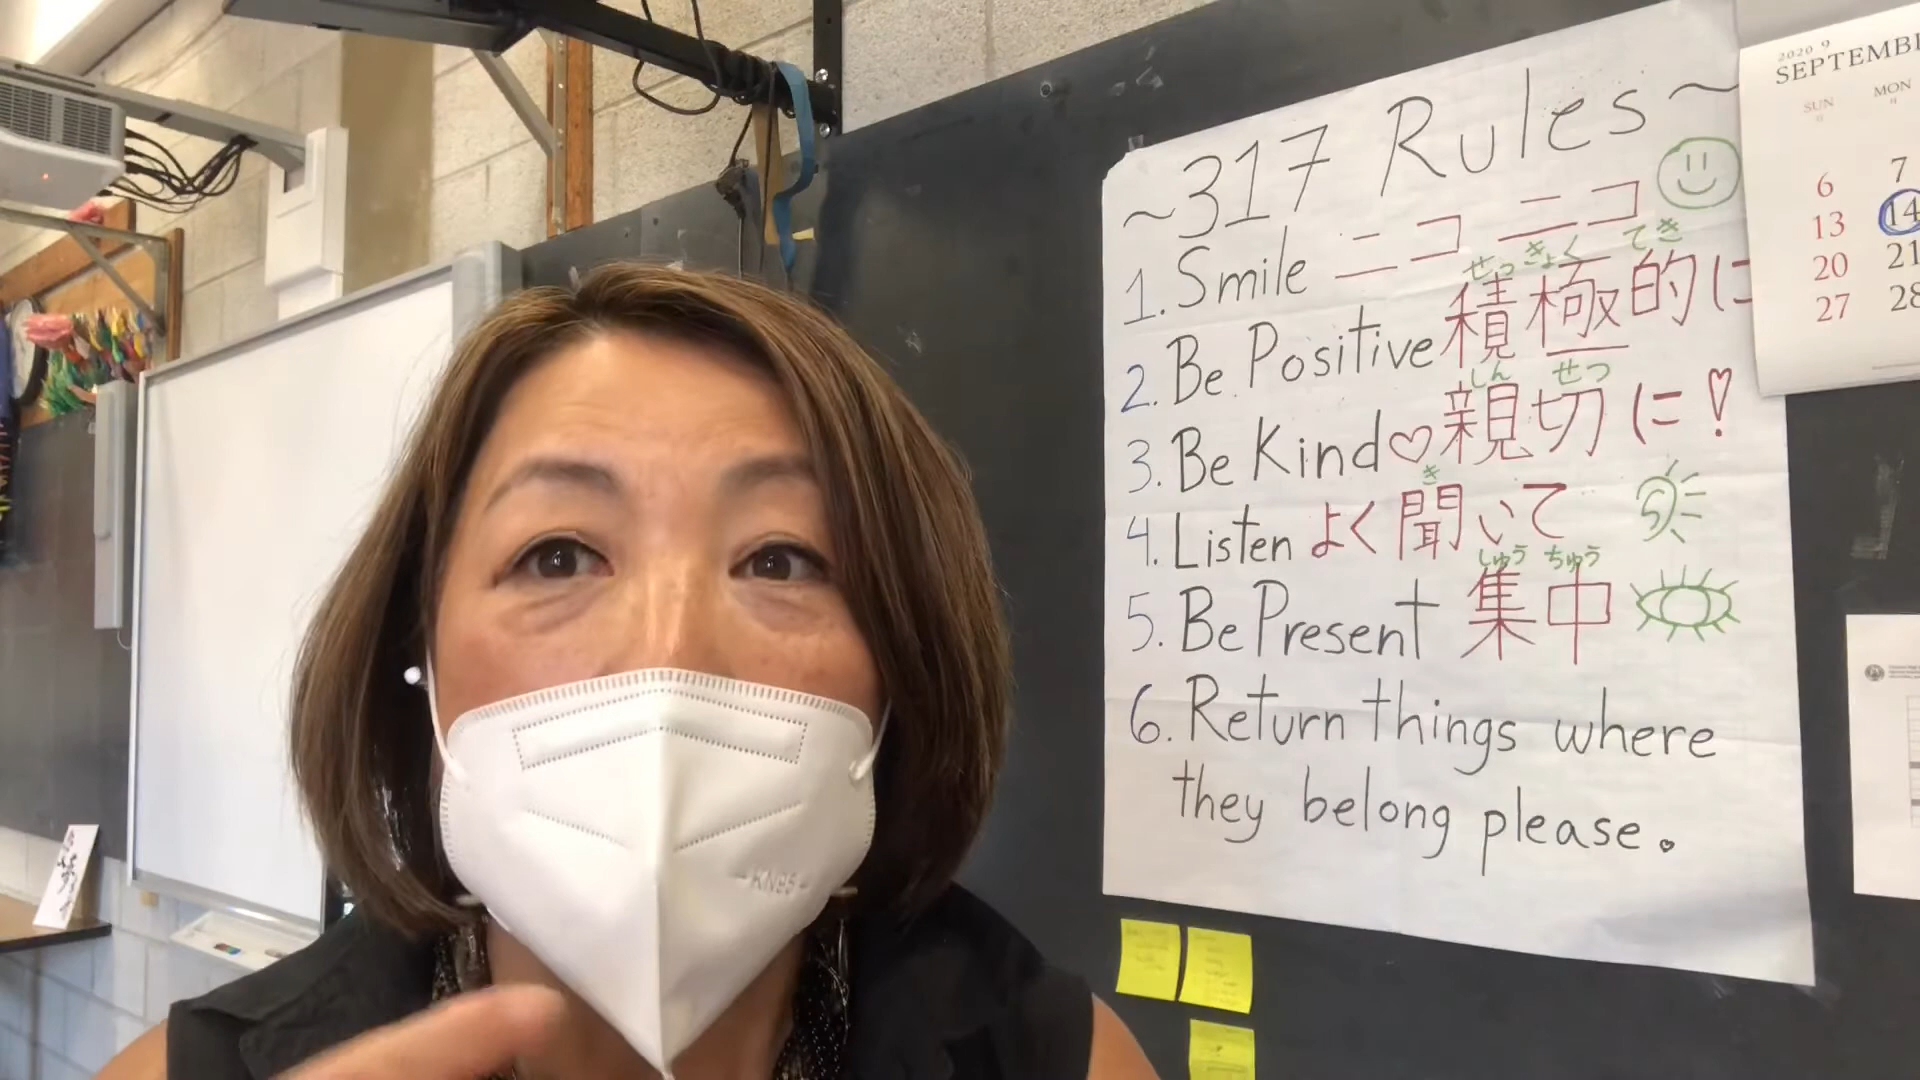 ~317 Rules~
1. Smile ニコニコ
せっきょくてき
2. Be Positive 積極的に
しんせつ
3. Be Kind♡親切に!
き
4. Listen よく聞いて
しゅうちゅう
5. Be Present 集中
6. Return things where
they belong please.
2020 9
SEPTEMB
SUN MON
6 7
13 14
20 21
27 28
KN95